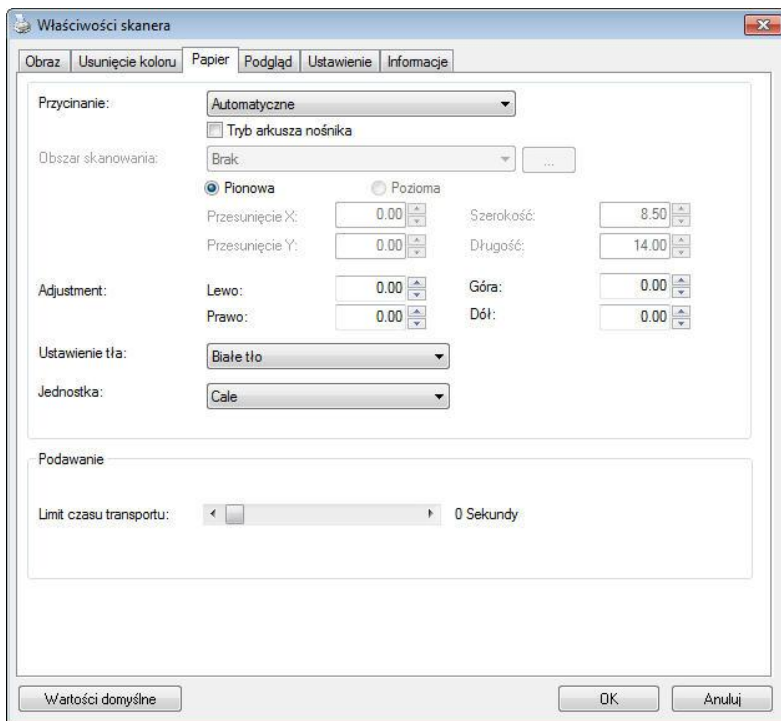 Właściwości skanera
Obraz Usunięcie koloru Papier Podgląd Ustawienie Informacje
Przycinanie: Automatyczne
Tryb arkusza nośnika
Obszar skanowania: Brak ...
Pionowa Pozioma
Przesunięcie X: 0.00 Szerokość: 8.50
Przesunięcie Y: 0.00 Długość: 14.00
Adjustment: Lewo: 0.00 Góra: 0.00
Prawo: 0.00 Dół: 0.00
Ustawienie tła: Białe tło
Jednostka: Cale
Podawanie
Limit czasu transportu: 0 Sekundy
Wartości domyślne OK Anuluj